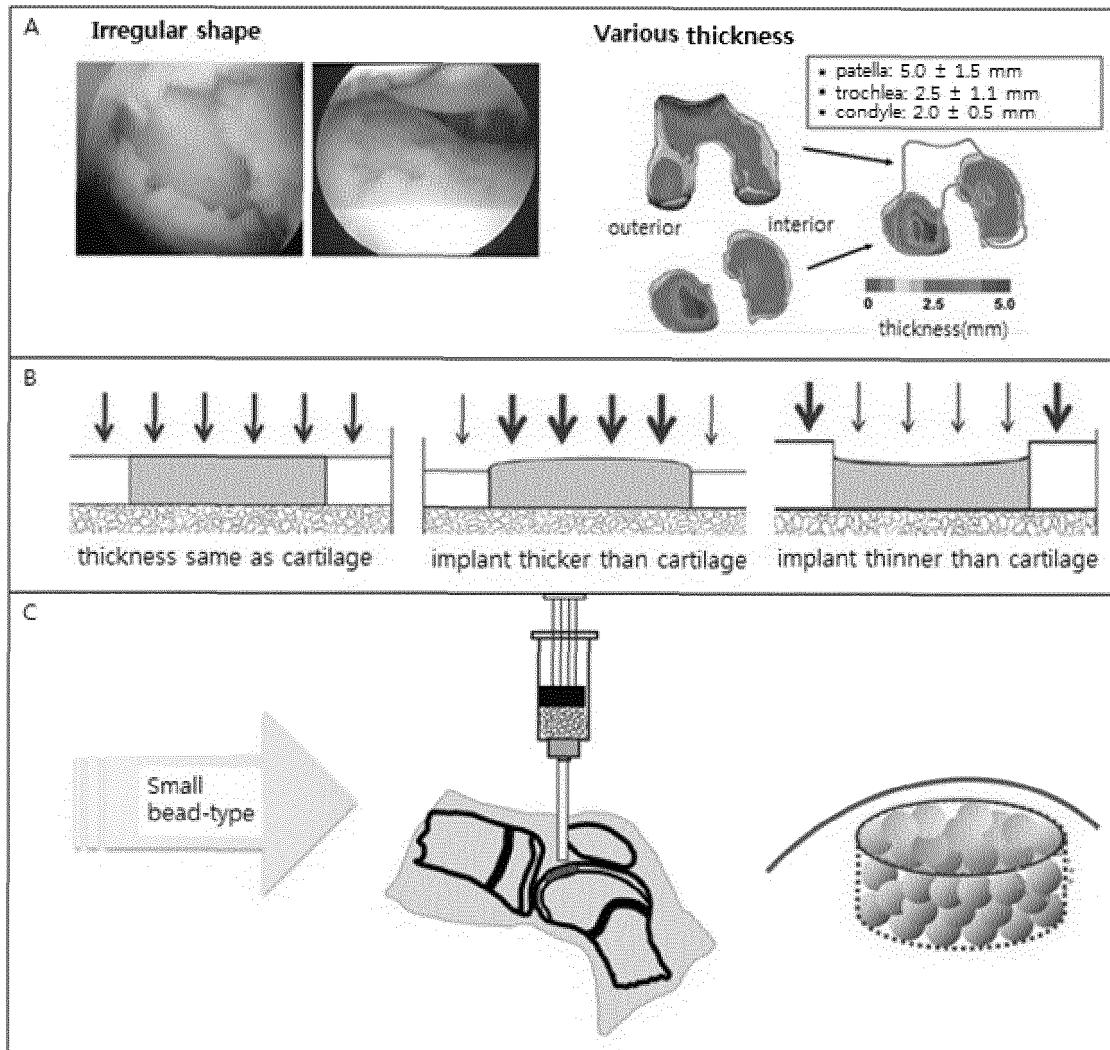 A
Irregular shape
Various thickness
▪ patella: 5.0 ± 1.5 mm
▪ trochlea: 2.5 ± 1.1 mm
▪ condyle: 2.0 ± 0.5 mm
outerior
interior
0 2.5 5.0
thickness(mm)
B
thickness same as cartilage
implant thicker than cartilage
implant thinner than cartilage
C
Small
bead-type